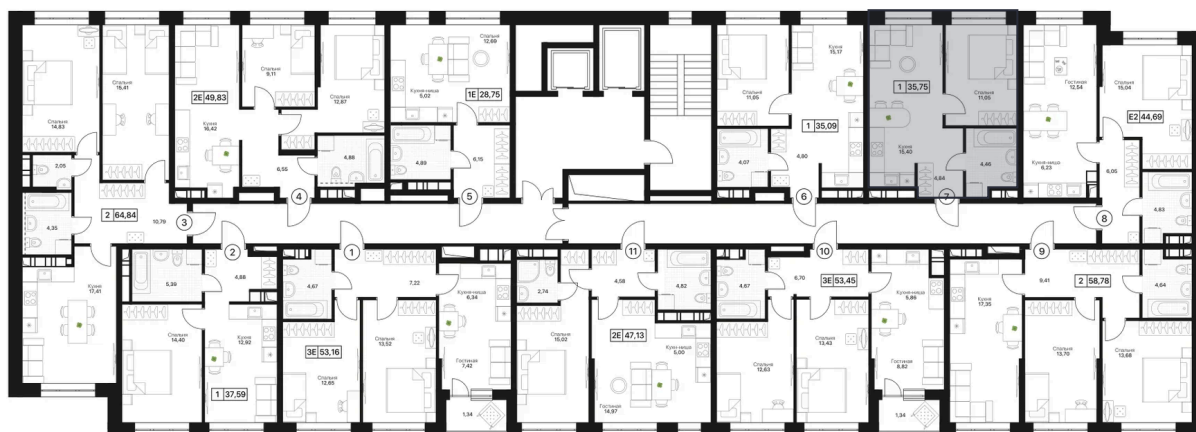 Спальня
14,83
Спальня
15,41
2,05
4,35
2 64,84
10,79
3
Кухня
17,41
2Е 49,83
Кухня
16,42
Спальня
9,11
Спальня
12,87
6,55
4,88
4
Спальня
12,69
Кухня-ниша
5,02
1Е 28,75
4,89
6,15
5
Спальня
11,05
Кухня
15,17
1 35,09
4,07
4,80
6
1 35,75
Спальня
11,05
Кухня
15,40
4,46
4,84
7
Гостиная
12,54
Кухня-ниша
6,23
Спальня
15,04
Е2 44,69
6,05
4,63
8
2
5,39
4,88
Спальня
14,40
Кухня
12,92
1 37,59
1
4,67
7,22
Спальня
12,65
3Е 53,16
Спальня
13,52
Кухня-ниша
6,34
Гостиная
7,42
1,34
11
2,74
4,58
4,82
Спальня
15,02
2Е 47,13
Кухн-ниша
5,00
Гостиная
14,97
10
4,67
6,70
3Е 53,45
Кухня-ниша
5,86
Спальня
12,63
Спальня
13,43
Гостиная
8,82
1,34
9
Кухня
17,35
9,41
2 58,78
4,64
Спальня
13,70
Спальня
13,68